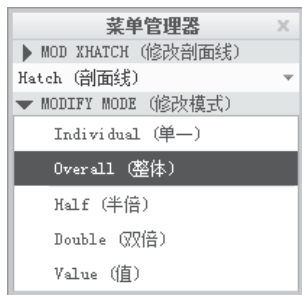 菜单管理器
MOD XHATCH (修改剖面线)
Hatch (剖面线)
MODIFY MODE (修改模式)
Individual (单一)
Overall (整体)
Half (半倍)
Double (双倍)
Value (值)